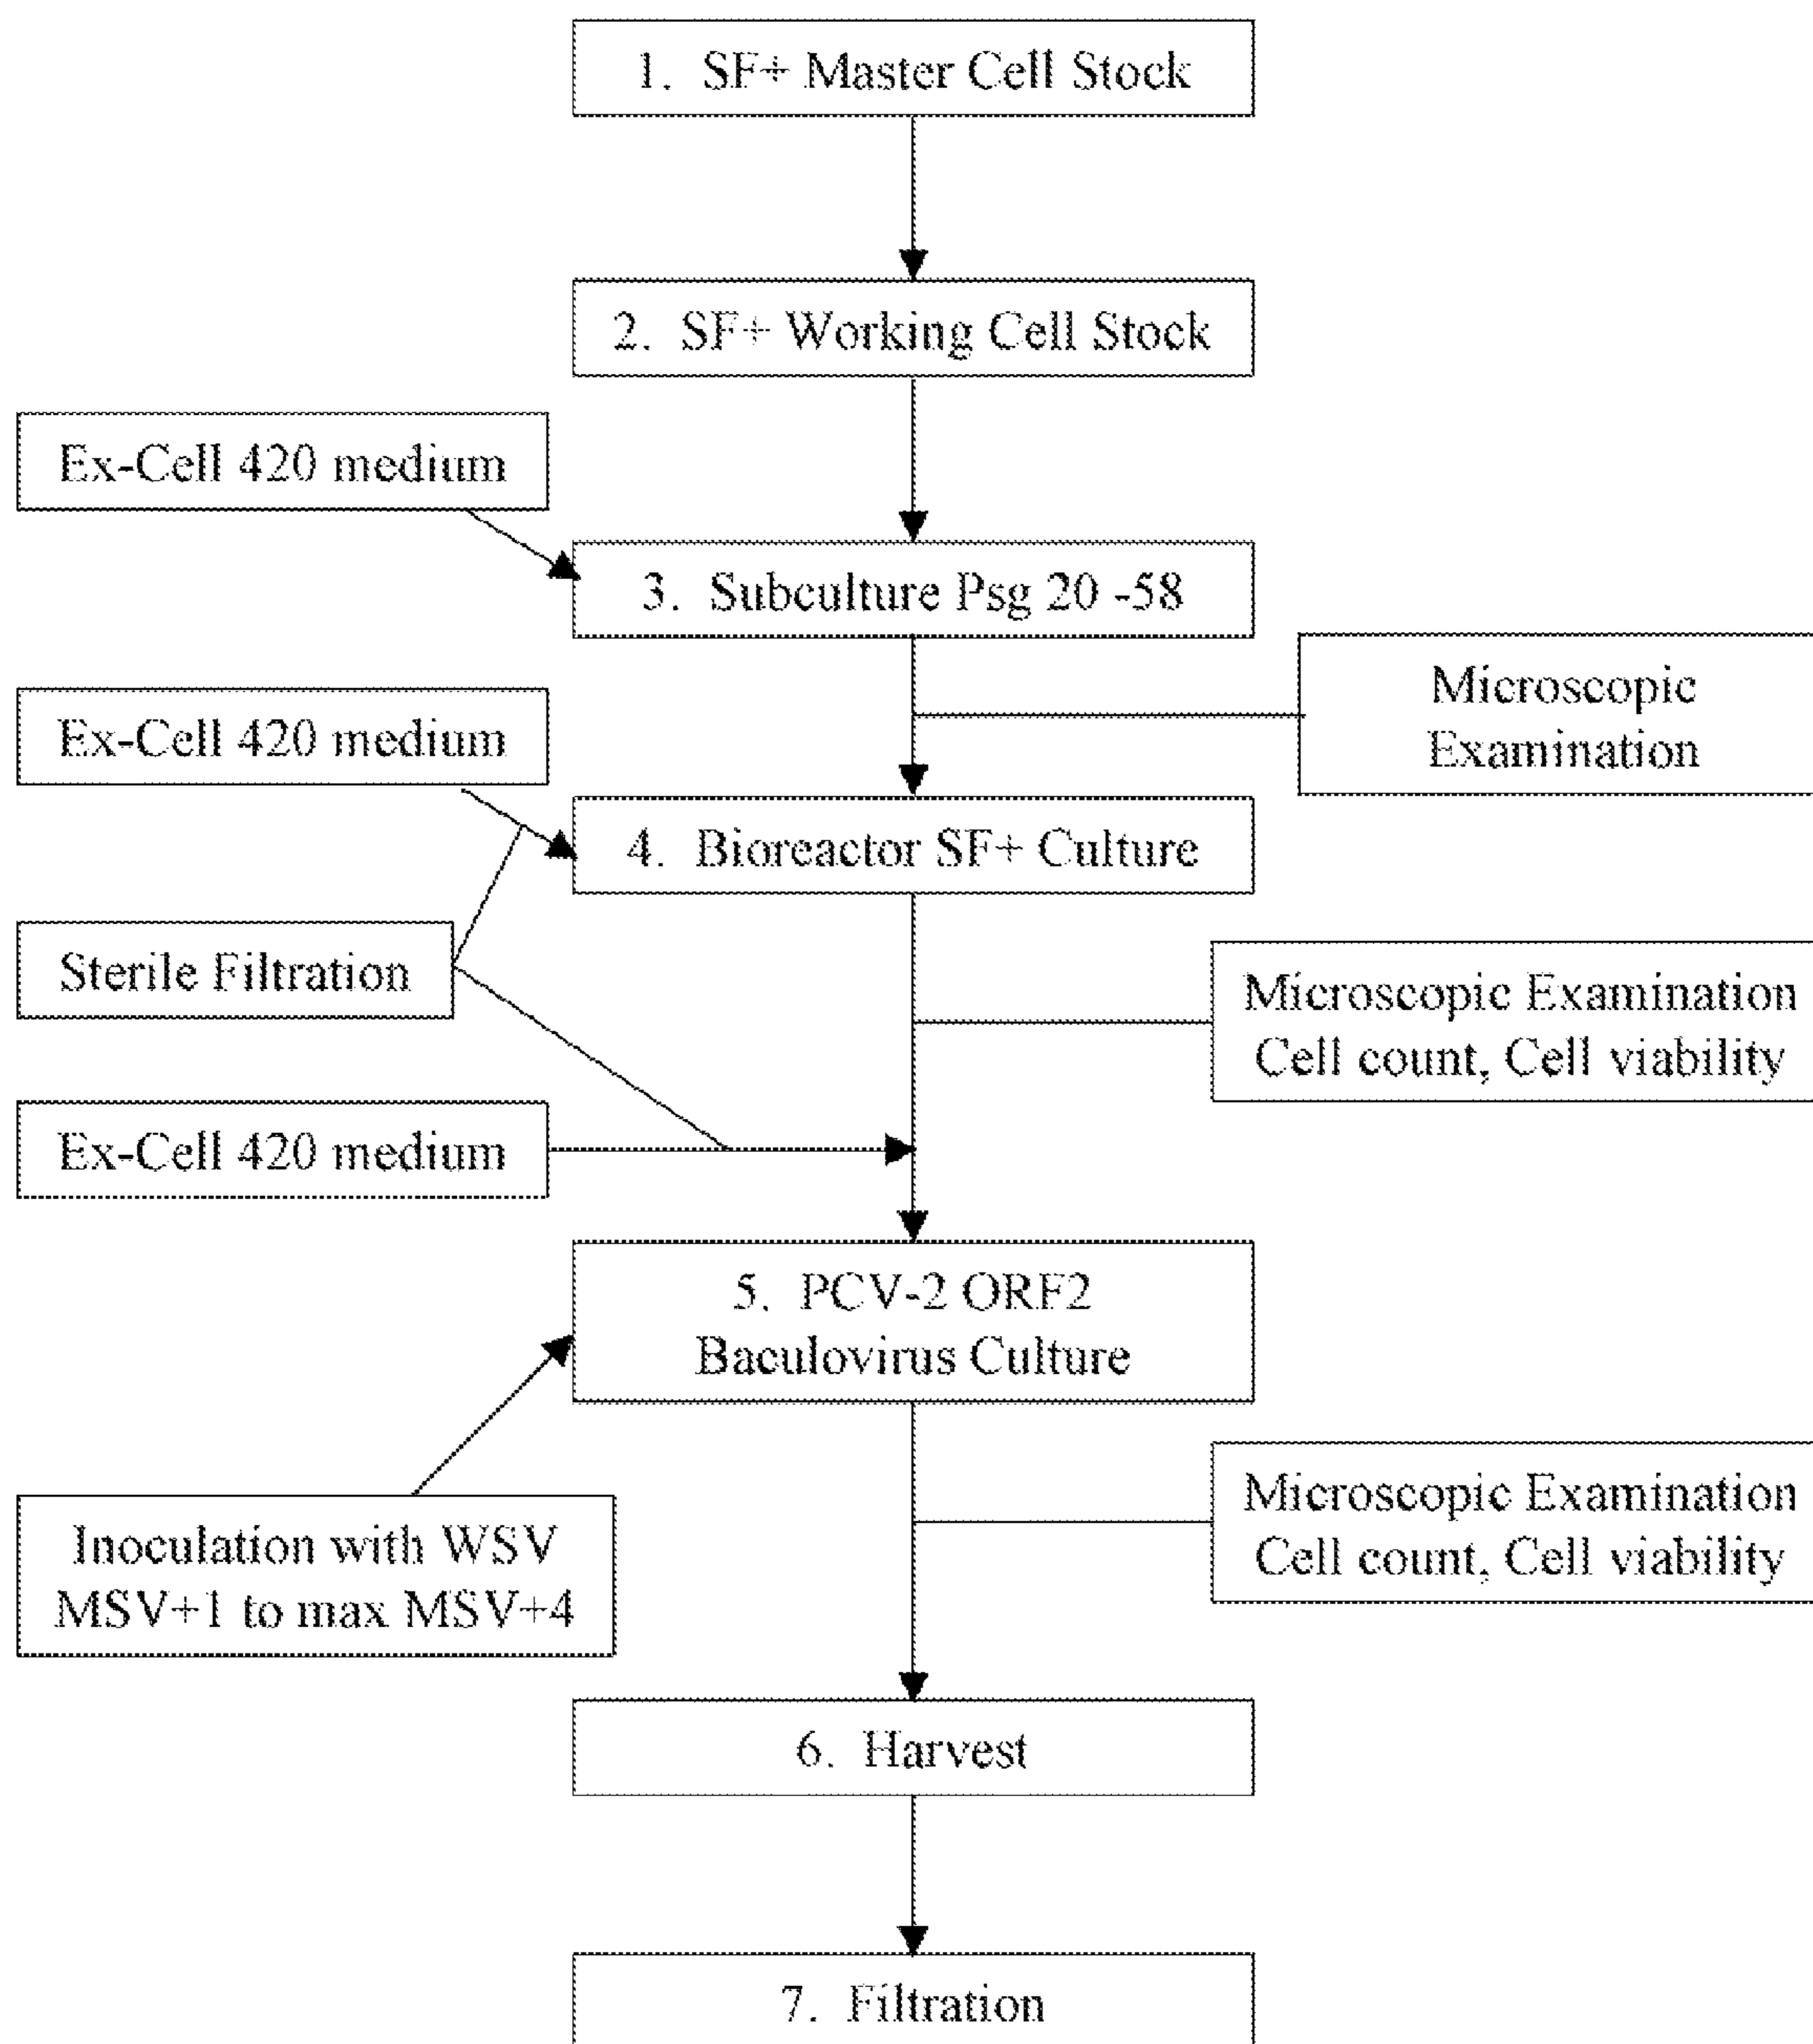 1. SF+ Master Cell Stock
2. SF+ Working Cell Stock
Ex-Cell 420 medium
3. Subculture Psg 20 -58
Microscopic
Examination
Ex-Cell 420 medium
4. Bioreactor SF+ Culture
Sterile Filtration
Microscopic Examination
Cell count, Cell viability
Ex-Cell 420 medium
5. PCV-2 ORF2
Baculovirus Culture
Inoculation with WSV
MSV+1 to max MSV+4
Microscopic Examination
Cell count, Cell viability
6. Harvest
7. Filtration